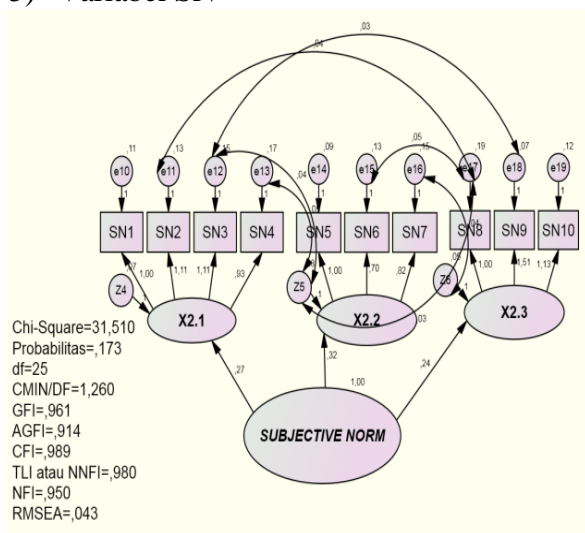 ,03
,04
,11 ,13 ,15 ,17 ,09 ,13 ,05 ,15 ,19 ,07 ,12
e10 e11 e12 e13 e14 e15 e16 e17 e18 e19
,04
1 1 1 1 1 1 1 1 1 1
SN1 SN2 SN3 SN4 SN5 SN6 SN7 SN8 SN9 SN10
,07 1,00 1,11 1,11 ,93 1,00 ,70 ,82 1,00 1,51 1,13
Z4 Z5 Z6
1 1 1
X2.1 X2.2 X2.3
,03
Chi-Square=31,510
Probabilitas=,173
df=25
CMIN/DF=1,260
GFI=,961
AGFI=,914
CFI=,989
TLI atau NNFI=,980
NFI=,950
RMSEA=,043
,27 ,32 ,24
1,00
SUBJECTIVE NORM